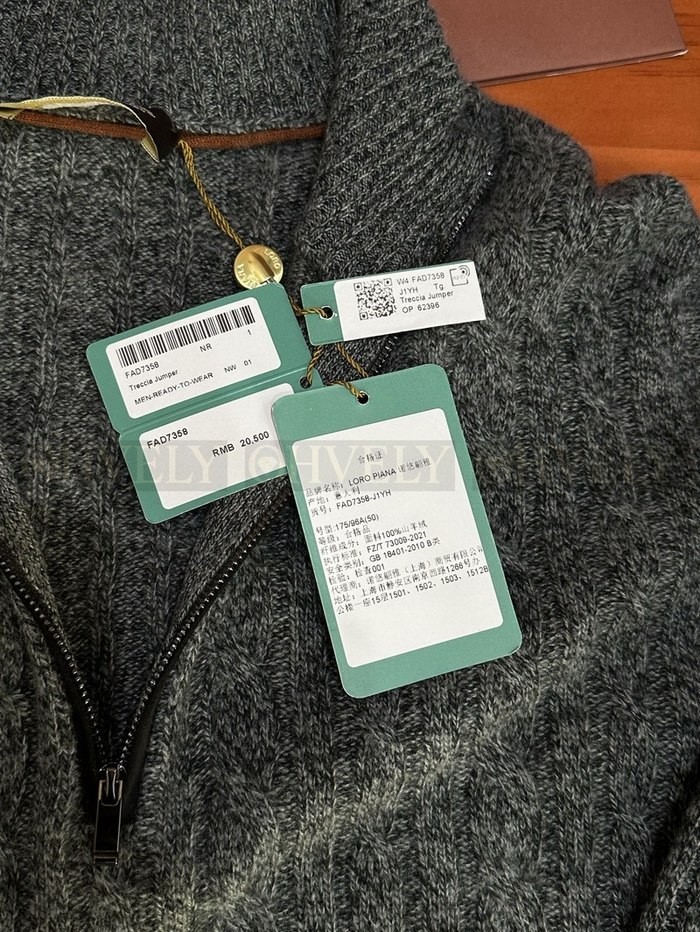 W4 FAD7358
J1YH Tg
Treccia Jumper
OP 62396
NR 1
FAD7358
Treccia Jumper
MEN-READY-TO-WEAR NW 01
FAD7358
RMB 20,500
合格证
品牌名称: LORO PIANA 诺悠翩雅
产地: 意大利
货号: FAD7358-J1YH
号型:175/96A(50)
等级: 合格品
纤维成分: 面料100%山羊绒
执行标准: FZ/T 73009-2021
安全类别: GB 18401-2010 B类
检验: 检查001
代理商: 诺悠翩雅（上海）商贸有限公
地址: 上海市静安区南京西路1266号办
公楼一座15层1501、1502、1503、1512B